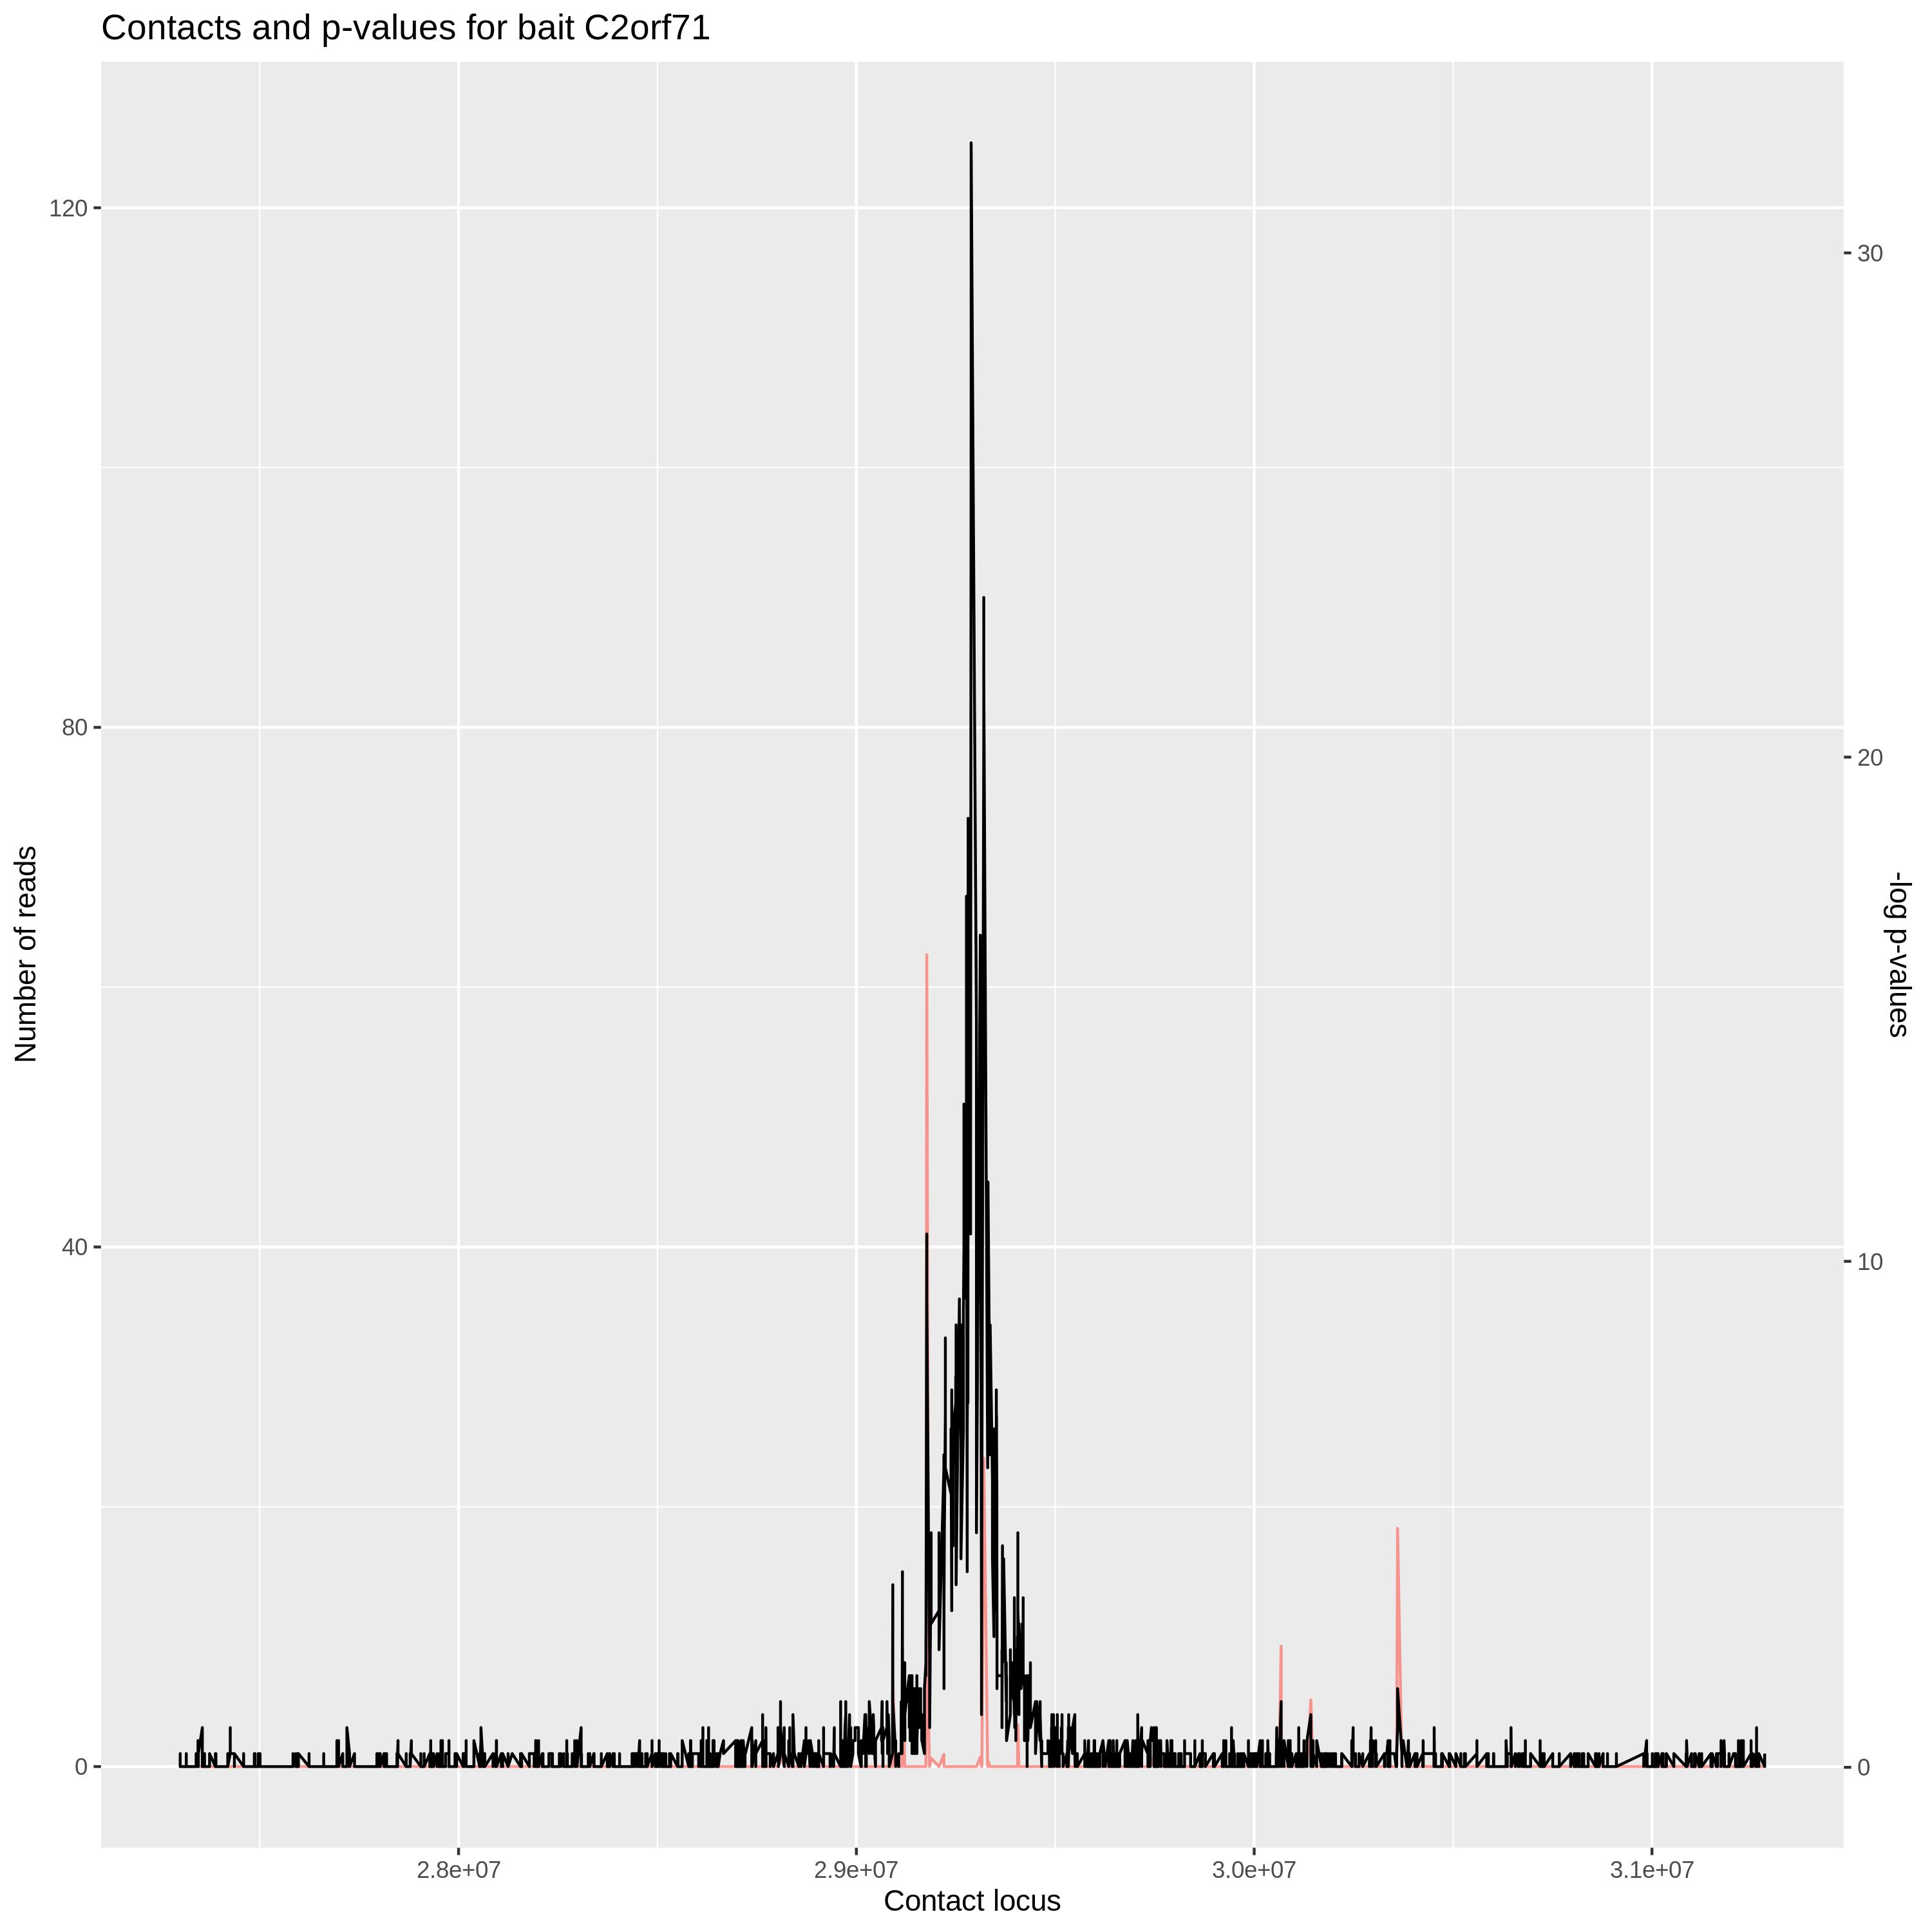 Contacts and p-values for bait C2orf71
120
80
40
0
Number of reads
30
20
10
0
-log p-values
2.8e+07
2.9e+07
3.0e+07
3.1e+07
Contact locus